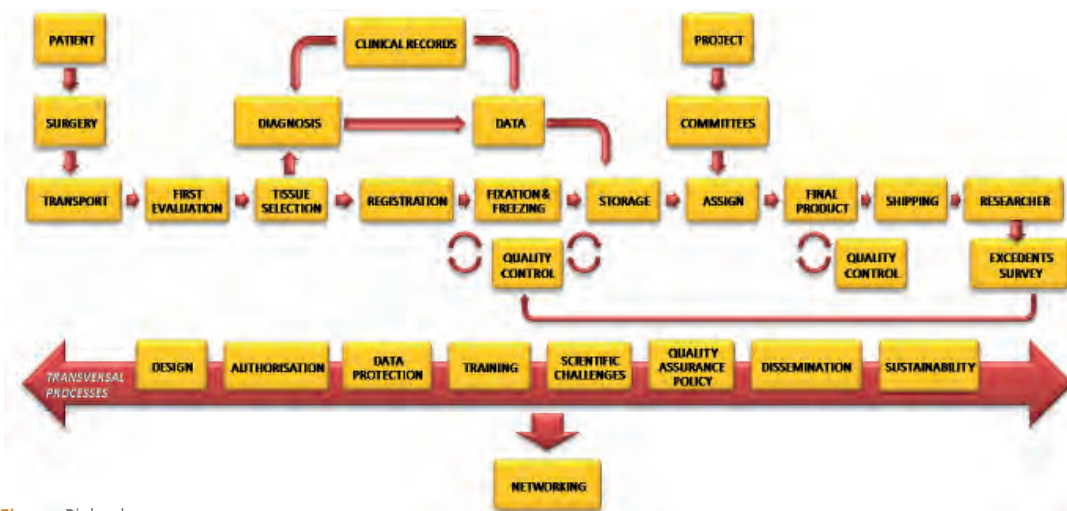 PATIENT
CLINICAL RECORDS
PROJECT
SURGERY
DIAGNOSIS
DATA
COMMITTEES
TRANSPORT
FIRST
EVALUATION
TISSUE
SELECTION
REGISTRATION
FIXATION &
FREEZING
STORAGE
ASSIGN
FINAL
PRODUCT
SHIPPING
RESEARCHER
QUALITY
CONTROL
QUALITY
CONTROL
EXCEDENTS
SURVEY
TRANSVERSAL
PROCESSES
DESIGN
AUTHORISATION
DATA
PROTECTION
TRAINING
SCIENTIFIC
CHALLENGES
QUALITY
ASSURANCE
POLICY
DISSEMINATION
SUSTAINABILITY
NETWORKING